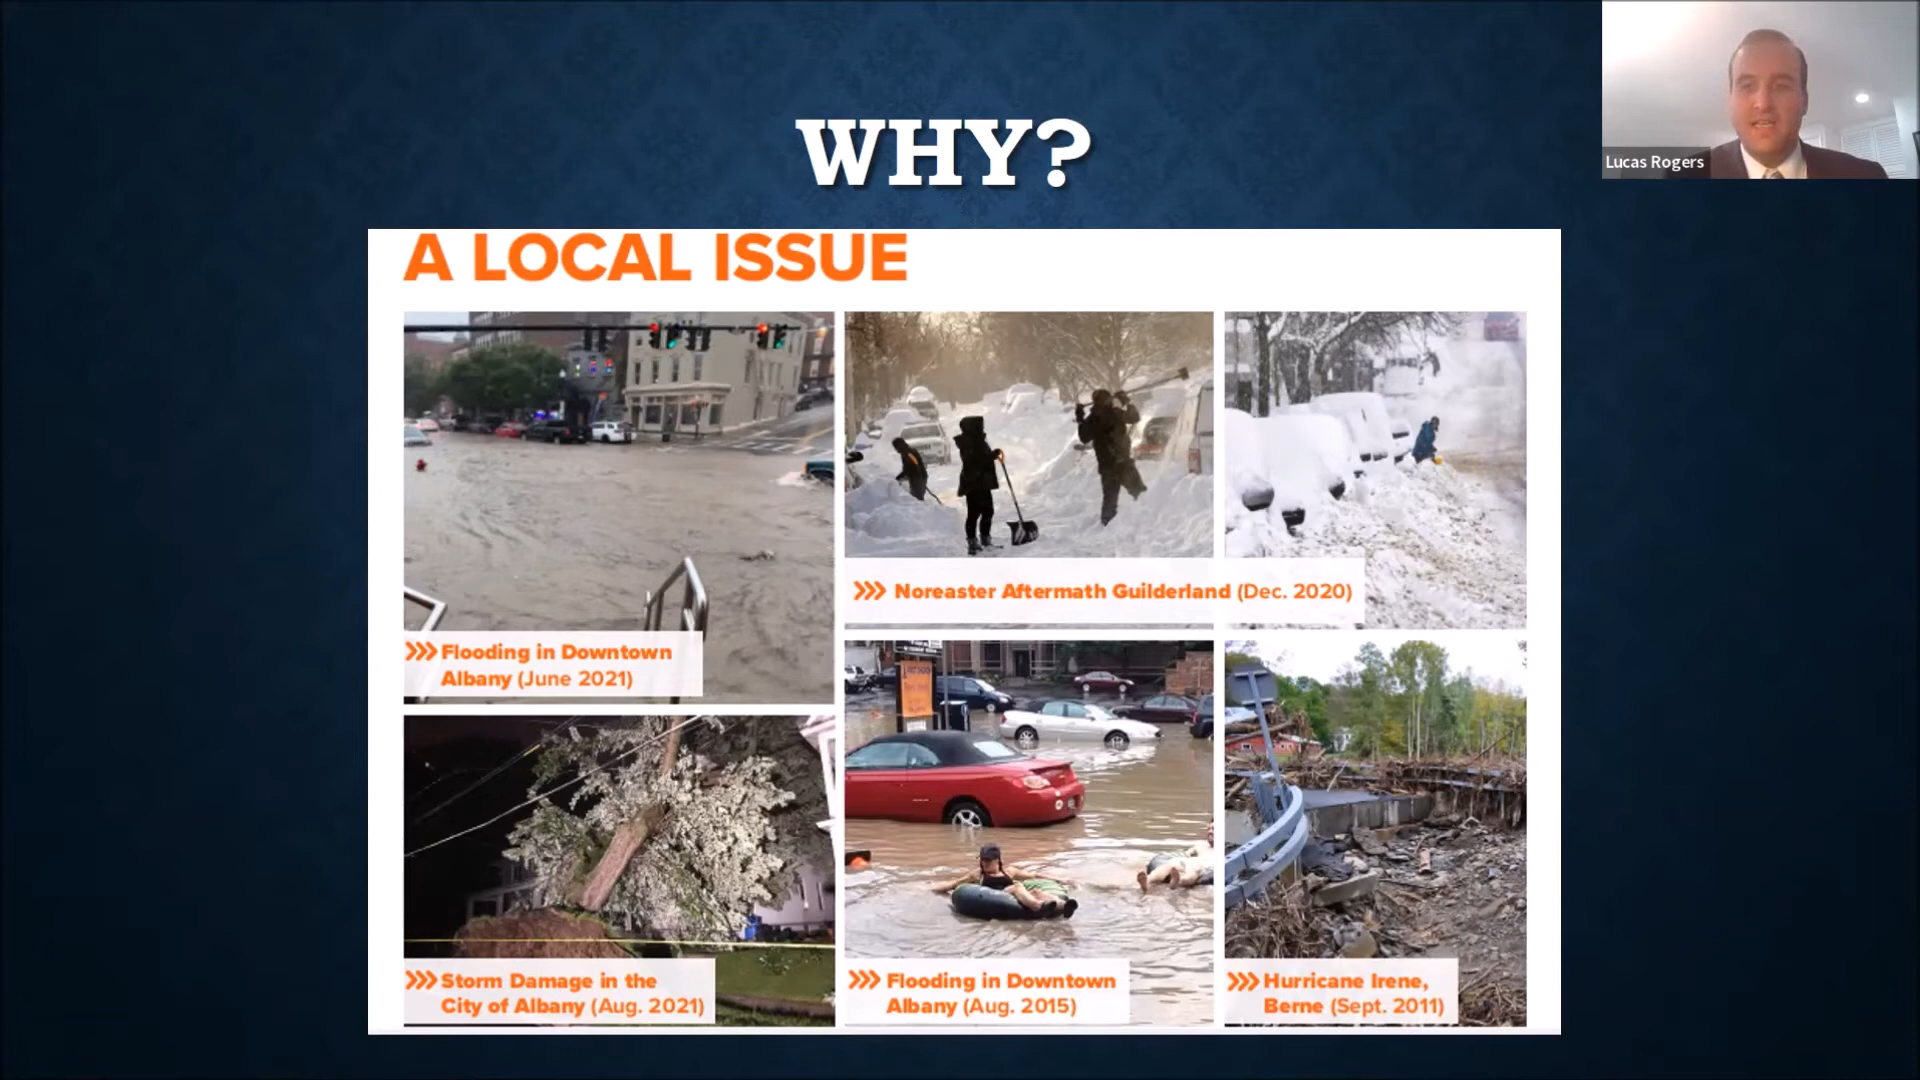 WHY?
Lucas Rogers
A LOCAL ISSUE
>>> Flooding in Downtown
Albany (June 2021)
>>> Noreaster Aftermath Guilderland (Dec. 2020)
>>> Storm Damage in the
City of Albany (Aug. 2021)
>>> Flooding in Downtown
Albany (Aug. 2015)
>>> Hurricane Irene,
Berne (Sept. 2011)